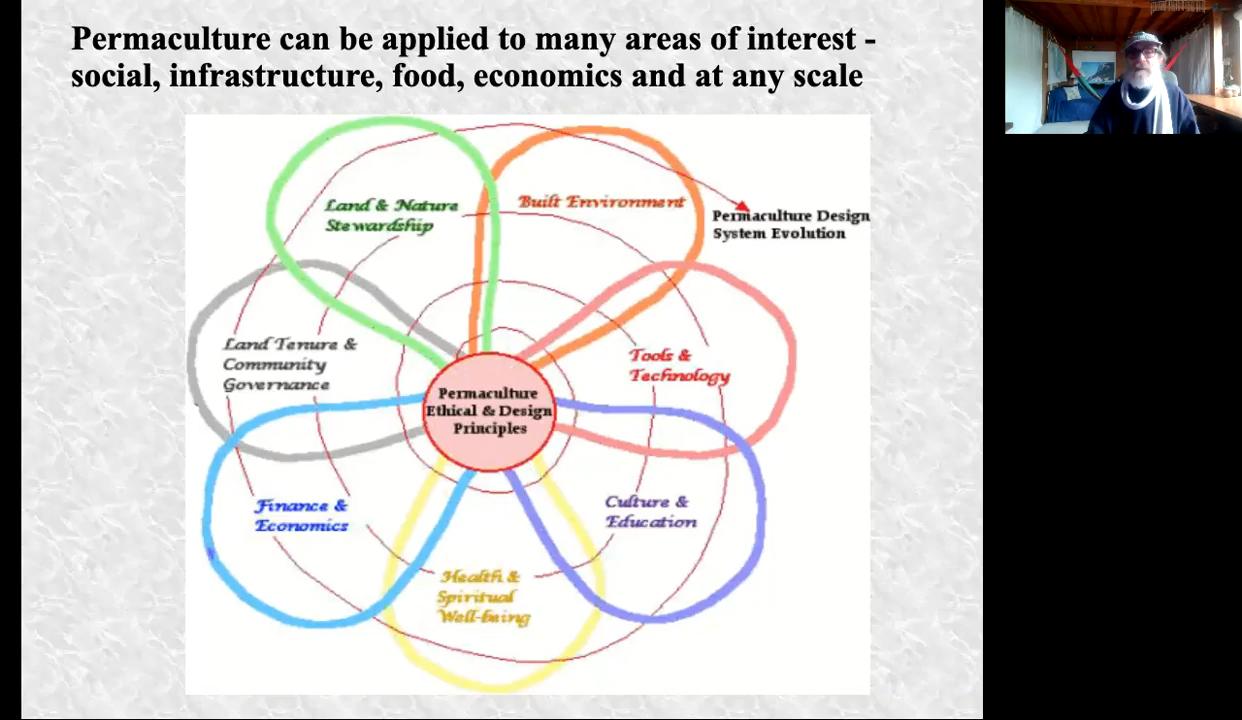 Permaculture can be applied to many areas of interest -
social, infrastructure, food, economics and at any scale
Land & Nature
Stewardship
Built Environment
Permaculture Design
System Evolution
Land Tenure &
Community
Governance
Tools &
Technology
Permaculture
Ethical & Design
Principles
Finance &
Economics
Culture &
Education
Health &
Spiritual
Well-being